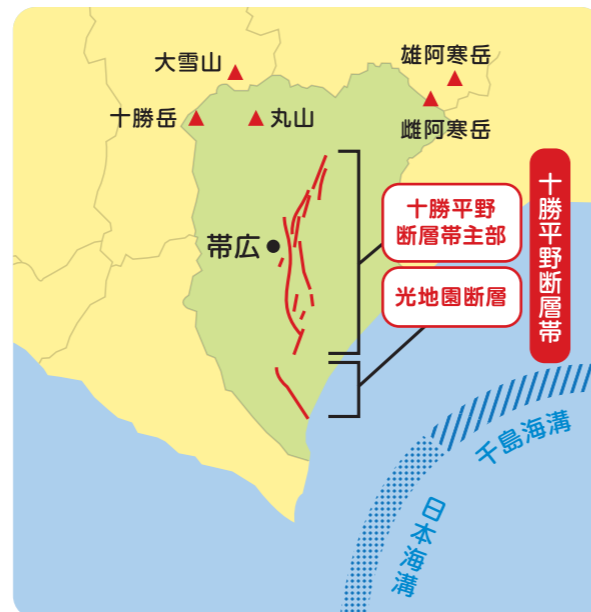 大雪山
雄阿寒岳
十勝岳
丸山
雌阿寒岳
十勝平野
断層帯主部
十勝平野断層帯
帯広
光地園断層
千島海溝
日本海溝